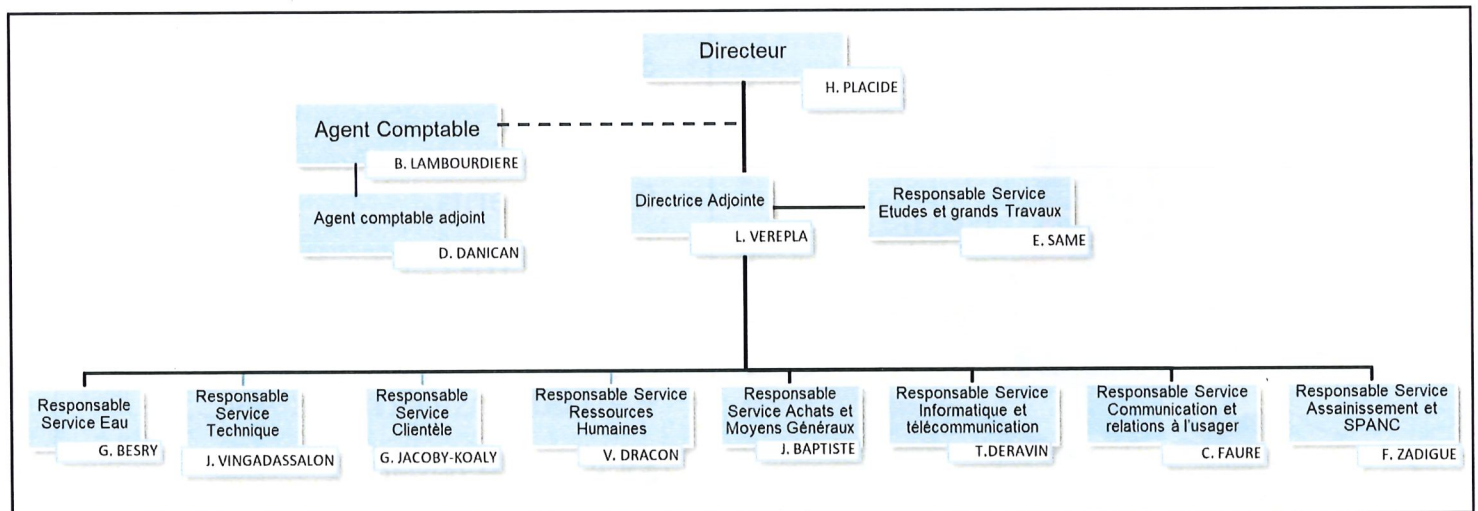 Directeur
H. PLACIDE
Agent Comptable
B. LAMBOURDIERE
Agent comptable adjoint
D. DANICAN
Directrice Adjointe
L. VEREPLA
Responsable Service
Etudes et grands Travaux
E. SAME
Responsable
Service Eau
G. BESRY
Responsable
Service
Technique
J. VINGADASSALON
Responsable
Service
Clientèle
G. JACOBY-KOALY
Responsable Service
Ressources
Humaines
V. DRACON
Responsable
Service Achats et
Moyens Généraux
J. BAPTISTE
Responsable Service
Informatique et
télécommunication
T.DERAVIN
Responsable Service
Communication et
relations à l'usager
C. FAURE
Responsable Service
Assainissement et
SPANC
F. ZADIGUE